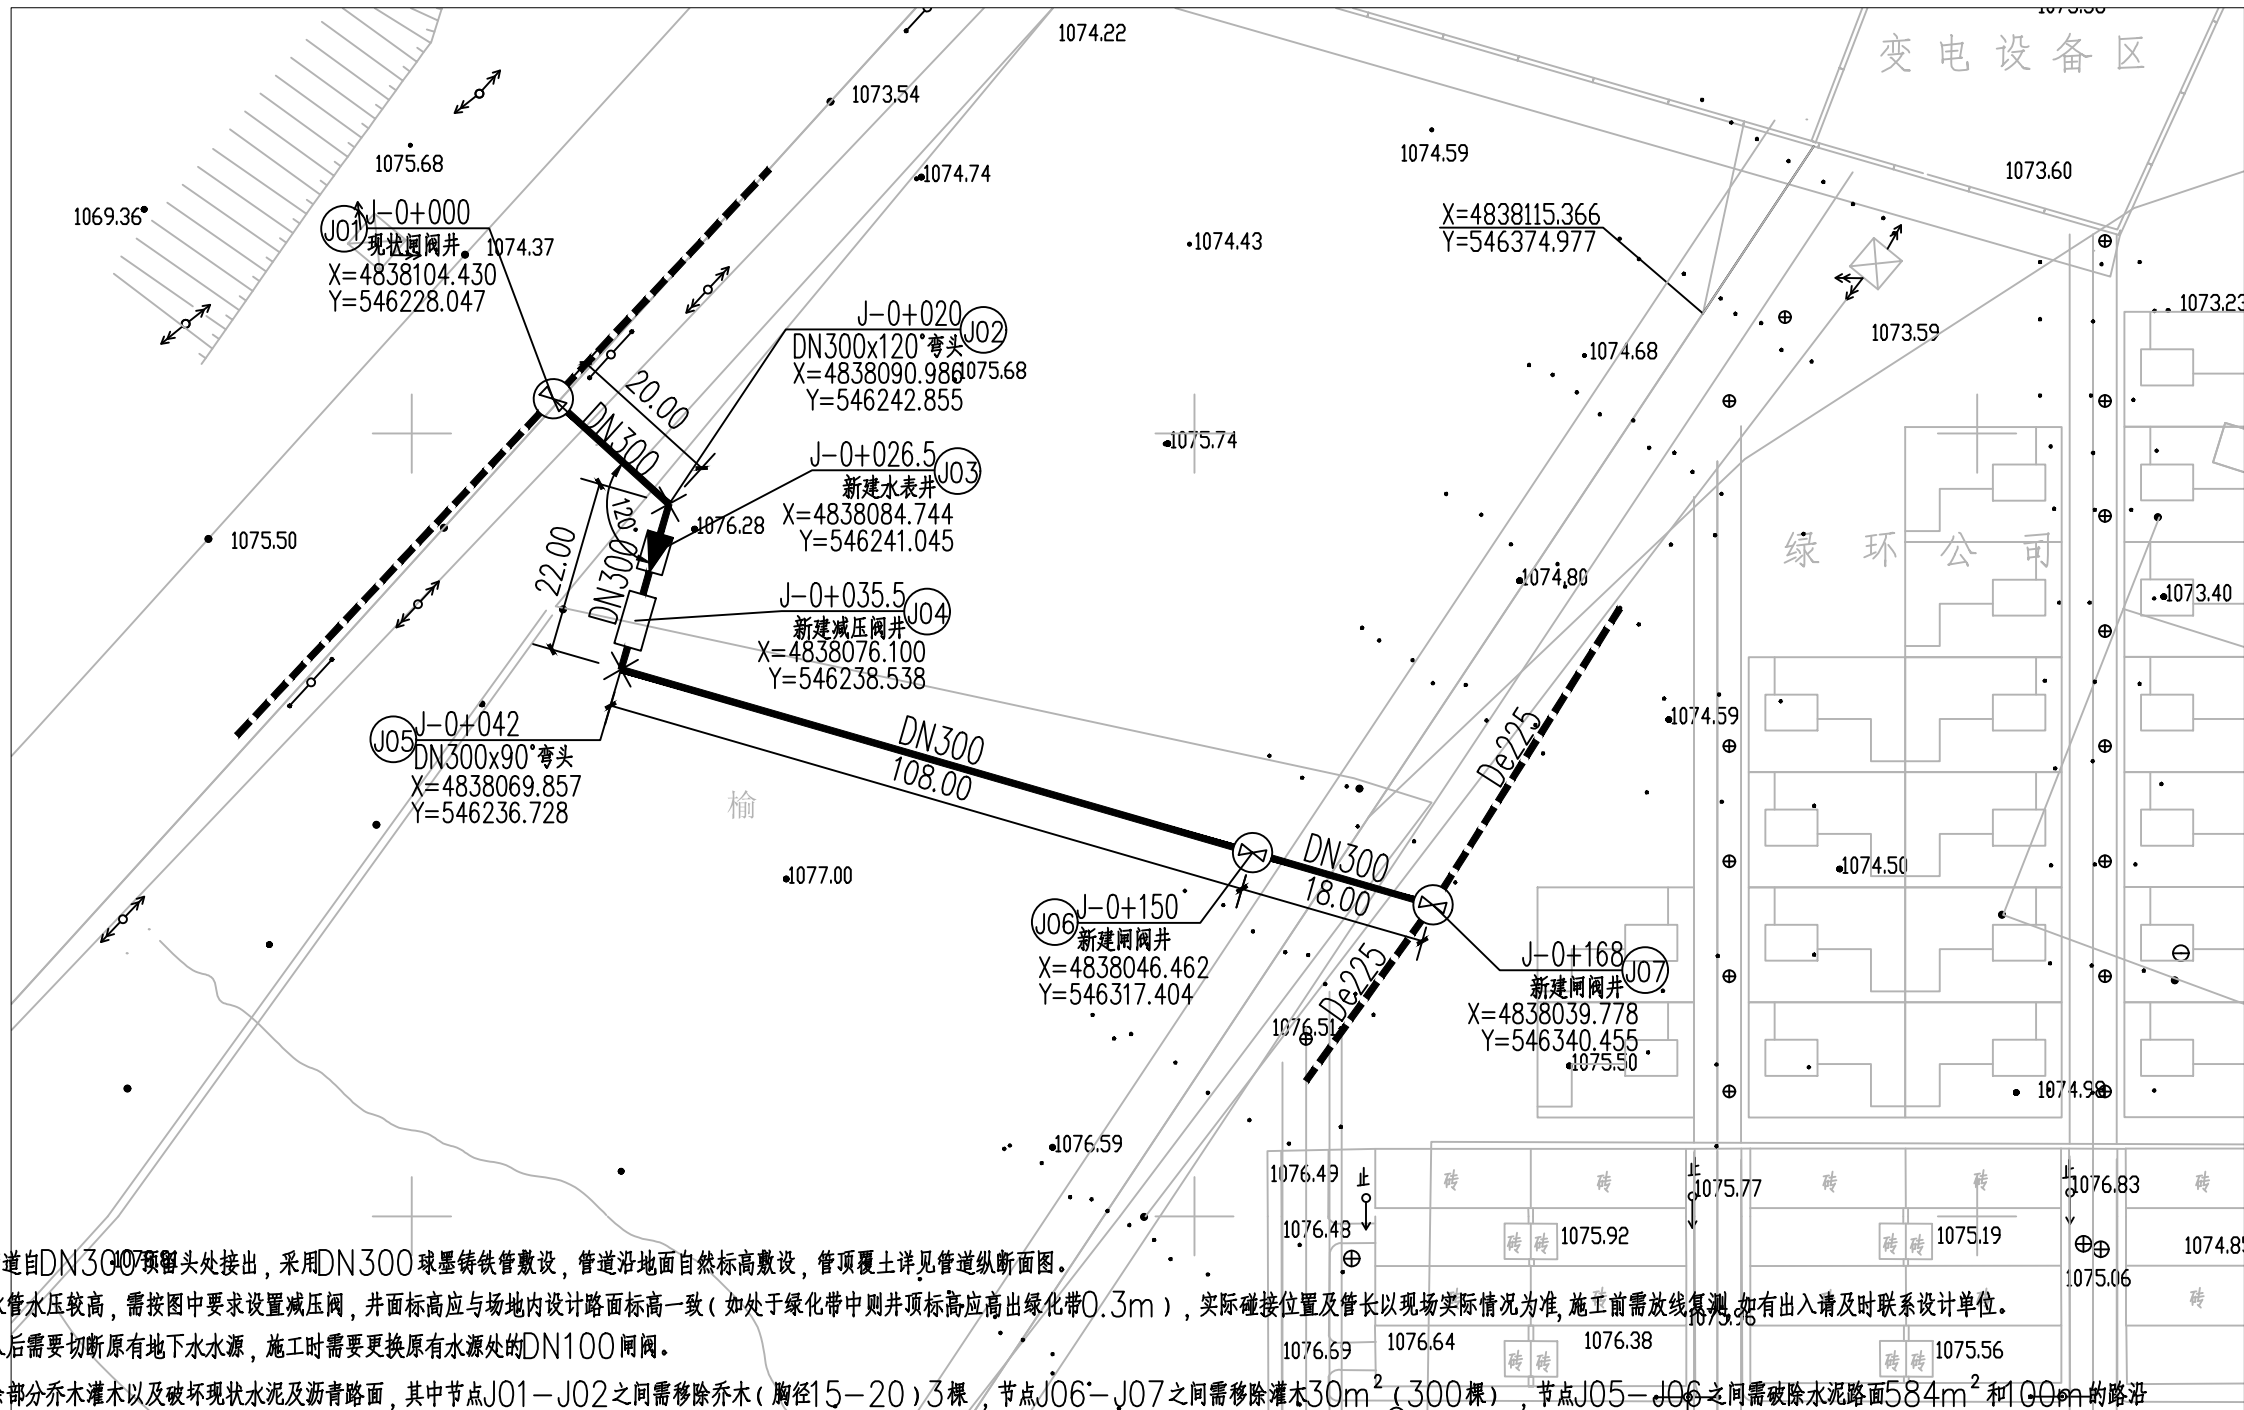 1073.58
1074.22
变电设备区
1073.54
1075.68
1074.59
1074.74
1073.60
1069.36
J01
J-0+000
现状闸阀井
X=4838104.430
Y=546228.047
1074.37
1074.43
X=4838115.366
Y=546374.977
1073.23
1073.59
J-0+020
J02
DN300x120°弯头
X=4838090.986
Y=546242.855
1075.68
1074.68
20.00
DN300
1075.74
J-0+026.5
J03
新建水表井
X=4838084.744
Y=546241.045
1076.28
120°
22.00
DN300
1075.50
绿环公司
1074.80
1073.40
J-0+035.5
J04
新建减压阀井
X=4838076.100
Y=546238.538
J05
J-0+042
DN300x90°弯头
X=4838069.857
Y=546236.728
DN300
108.00
De225
1074.59
榆
1077.00
DN300
18.00
1074.50
J06
J-0+150
新建闸阀井
X=4838046.462
Y=546317.404
De225
J-0+168
J07
新建闸阀井
X=4838039.778
Y=546340.455
1076.51
1075.50
1074.98
1076.59
1076.49
止
砖
砖
止
1075.77
砖
砖
止
1076.83
砖
1076.48
砖
砖
1075.92
砖
砖
1075.19
1074.85
1075.06
道自DN300预留头处接出，采用DN300球墨铸铁管敷设，管道沿地面自然标高敷设，管顶覆土详见管道纵断面图。
水管水压较高，需按图中要求设置减压阀，井面标高应与场地内设计路面标高一致（如处于绿化带中则井顶标高应高出绿化带0.3m），实际碰接位置及管长以现场实际情况为准，施工前需放线复测，如有出入请及时联系设计单位。
砖
1075.96
后需要切断原有地下水水源，施工时需要更换原有水源处的DN100闸阀。
1076.69
1076.64
砖
砖
1076.38
砖
砖
1075.56
部分乔木灌木以及破坏现状水泥及沥青路面，其中节点J01-J02之间需移除乔木（胸径15-20）3棵，节点J06-J07之间需移除灌木30m²（300棵），节点J05-J06之间需破除水泥路面584m²和100m的路沿